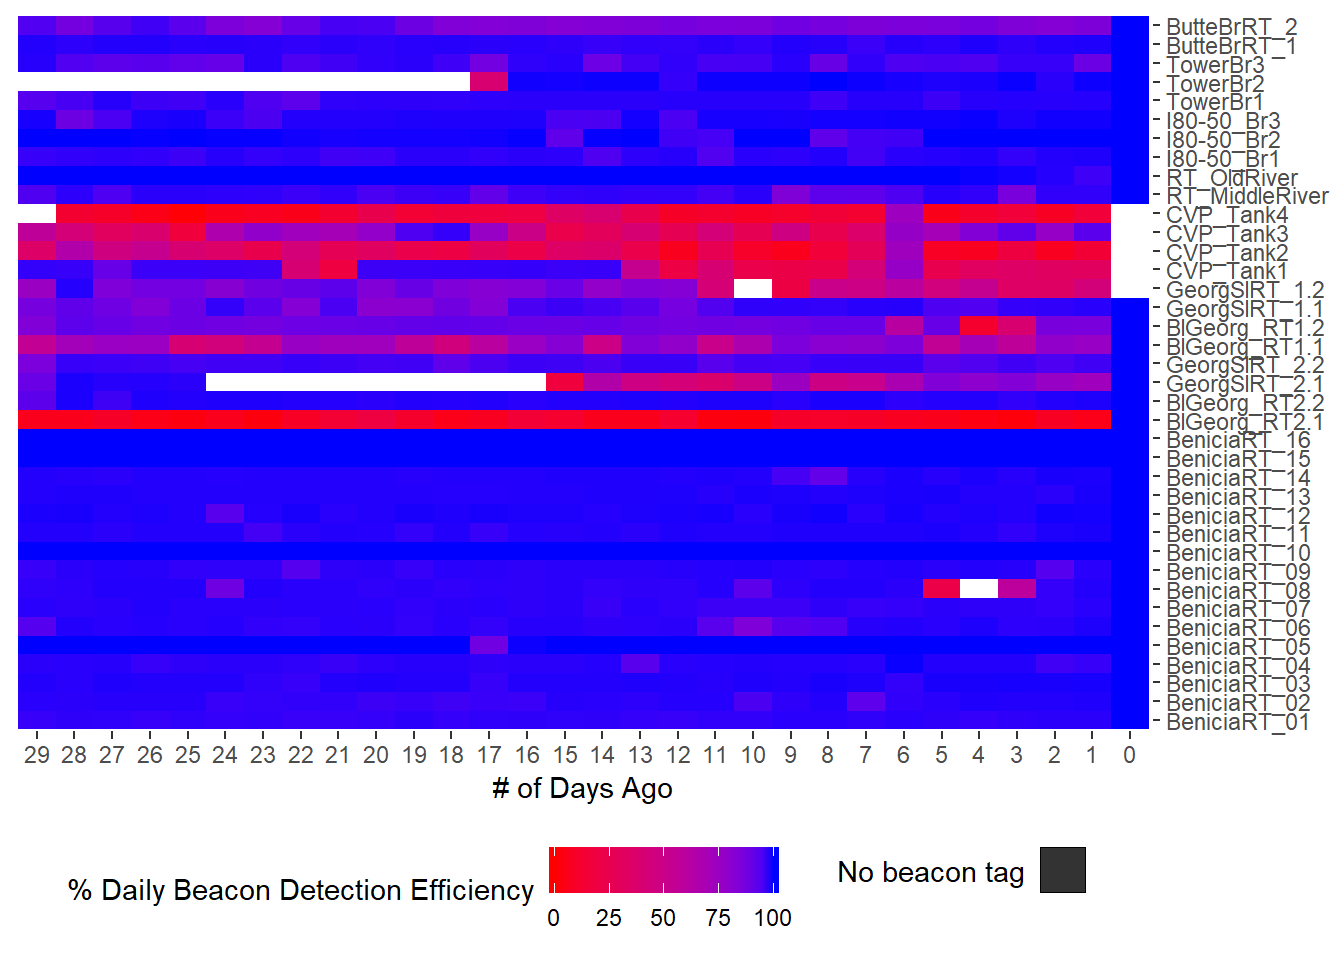 ButteBrRT_2
ButteBrRT_1
TowerBr3
TowerBr2
TowerBr1
I80-50_Br3
I80-50_Br2
I80-50_Br1
RT_OldRiver
RT_MiddleRiver
CVP_Tank4
CVP_Tank3
CVP_Tank2
CVP_Tank1
GeorgSlRT_1.2
GeorgSlRT_1.1
BlGeorg_RT1.2
BlGeorg_RT1.1
GeorgSlRT_2.2
GeorgSlRT_2.1
BlGeorg_RT2.2
BlGeorg_RT2.1
BeniciaRT_16
BeniciaRT_15
BeniciaRT_14
BeniciaRT_13
BeniciaRT_12
BeniciaRT_11
BeniciaRT_10
BeniciaRT_09
BeniciaRT_08
BeniciaRT_07
BeniciaRT_06
BeniciaRT_05
BeniciaRT_04
BeniciaRT_03
BeniciaRT_02
BeniciaRT_01
29 28 27 26 25 24 23 22 21 20 19 18 17 16 15 14 13 12 11 10 9 8 7 6 5 4 3 2 1 0
# of Days Ago
% Daily Beacon Detection Efficiency
0 25 50 75 100
No beacon tag